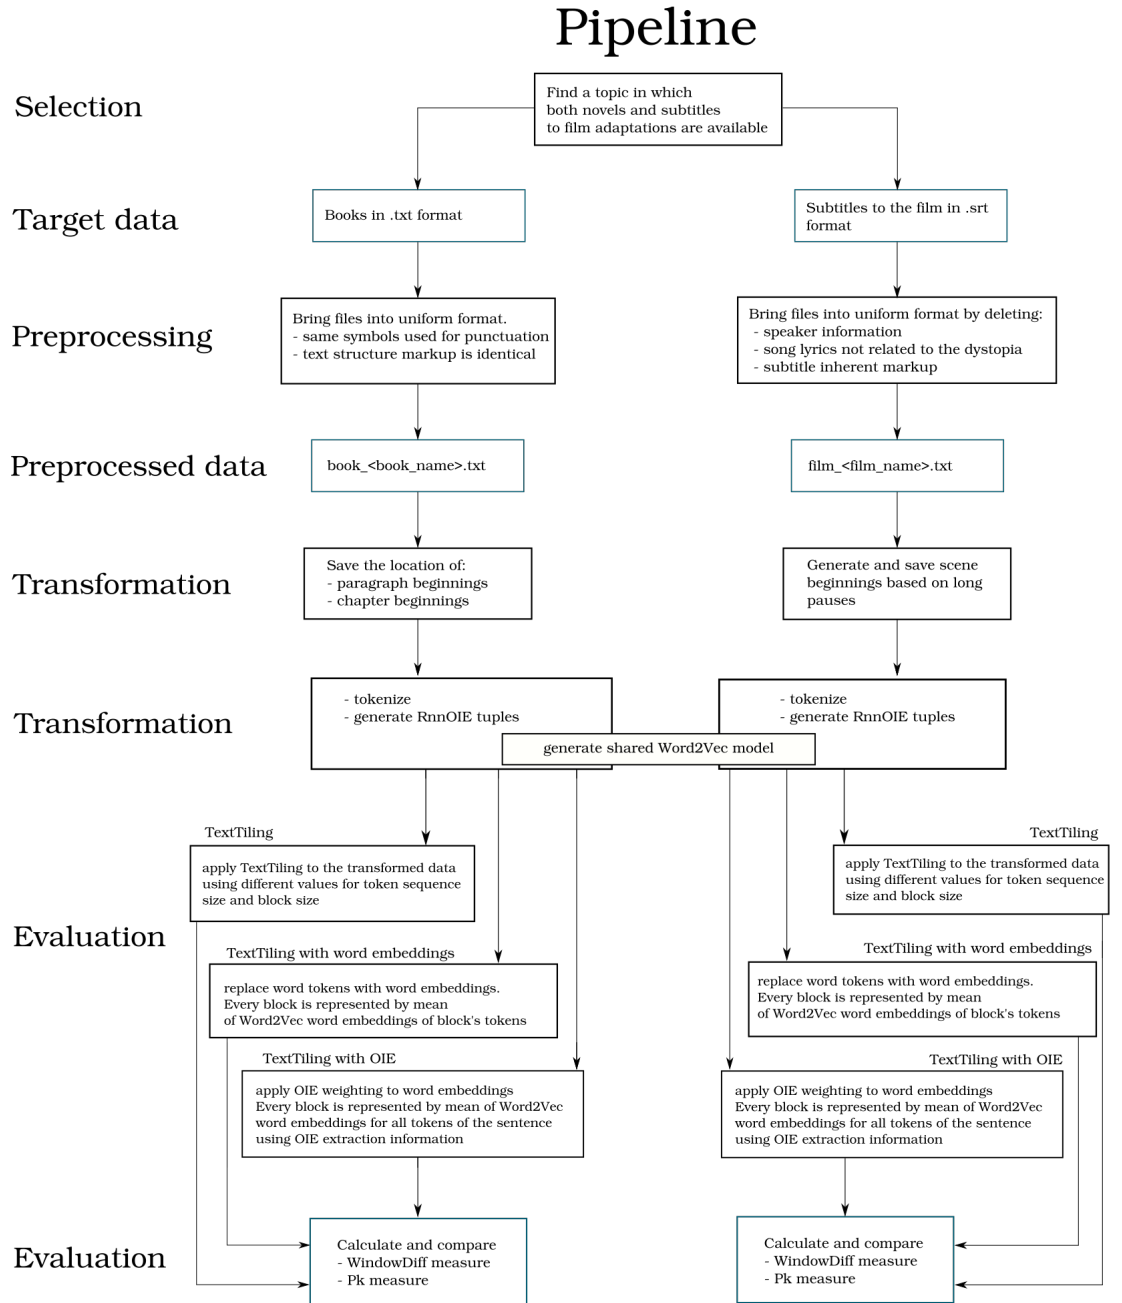 Pipeline
Selection
Find a topic in which
both novels and subtitles
to film adaptations are available
Target data
Books in .txt format
Subtitles to the film in .srt
format
Preprocessing
Bring files into uniform format.
- same symbols used for punctuation
- text structure markup is identical
Bring files into uniform format by deleting:
- speaker information
- song lyrics not related to the dystopia
- subtitle inherent markup
Preprocessed data
book_<book_name>.txt
film_<film_name>.txt
Transformation
Save the location of:
- paragraph beginnings
- chapter beginnings
Generate and save scene
beginnings based on long
pauses
Transformation
- tokenize
- generate RnnOIE tuples
- tokenize
- generate RnnOIE tuples
generate shared Word2Vec model
Evaluation
TextTiling
apply TextTiling to the transformed data
using different values for token sequence
size and block size
TextTiling
apply TextTiling to the transformed data
using different values for token sequence
size and block size
TextTiling with word embeddings
replace word tokens with word embeddings.
Every block is represented by mean
of Word2Vec word embeddings of block's tokens
TextTiling with word embeddings
replace word tokens with word embeddings.
Every block is represented by mean
of Word2Vec word embeddings of block's tokens
TextTiling with OIE
apply OIE weighting to word embeddings
Every block is represented by mean of Word2Vec
word embeddings for all tokens of the sentence
using OIE extraction information
TextTiling with OIE
apply OIE weighting to word embeddings
Every block is represented by mean of Word2Vec
word embeddings for all tokens of the sentence
using OIE extraction information
Evaluation
Calculate and compare
- WindowDiff measure
- Pk measure
Calculate and compare
- WindowDiff measure
- Pk measure